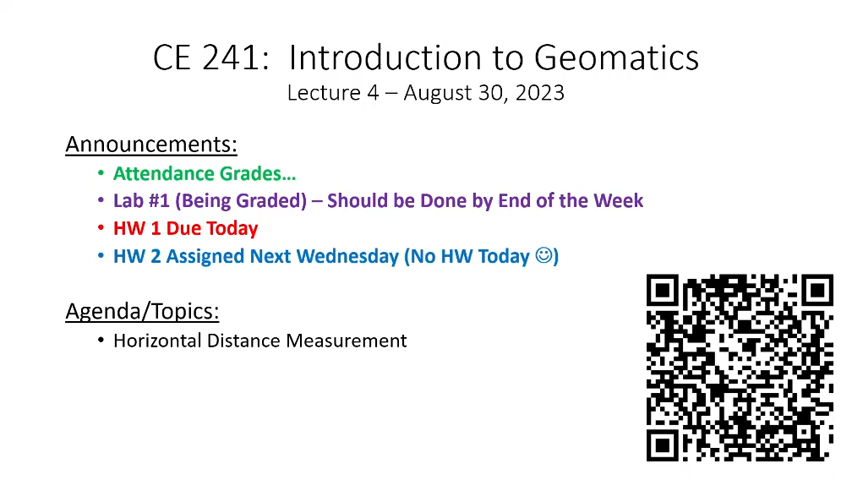 CE 241: Introduction to Geomatics
Lecture 4 – August 30, 2023
Announcements:
• Attendance Grades…
• Lab #1 (Being Graded) – Should be Done by End of the Week
• HW 1 Due Today
• HW 2 Assigned Next Wednesday (No HW Today ☺)
Agenda/Topics:
• Horizontal Distance Measurement